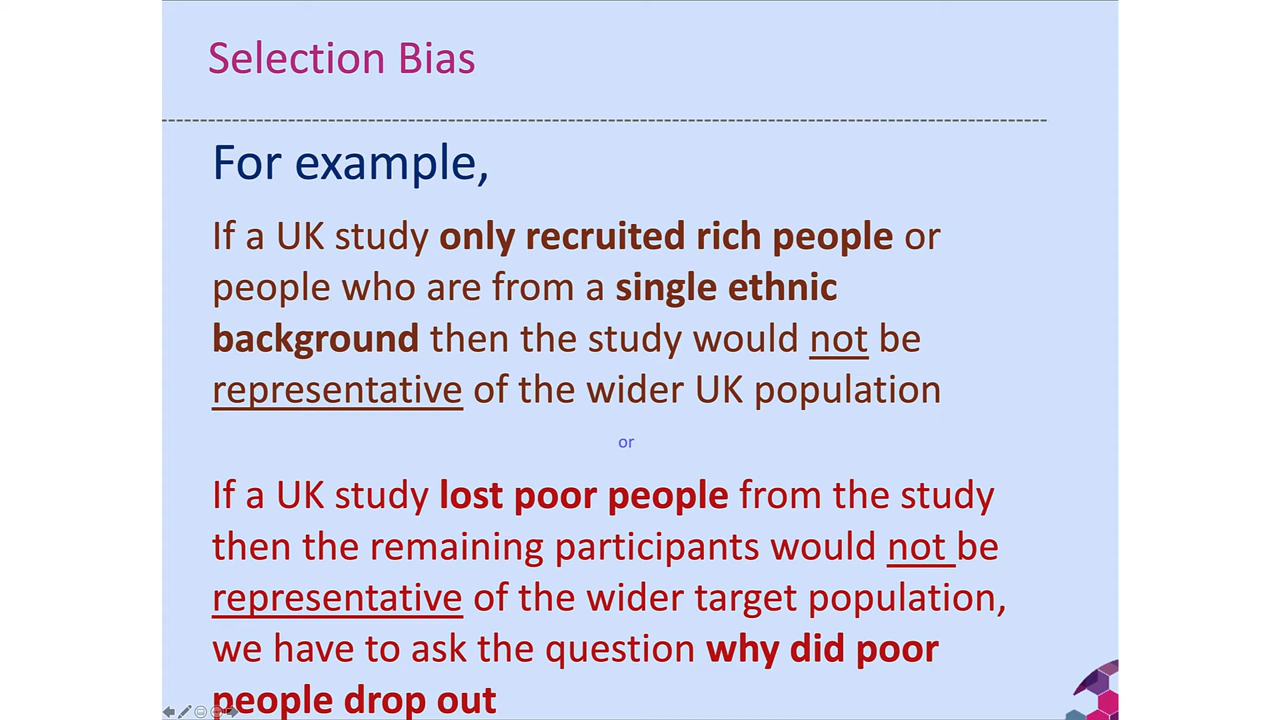 Selection Bias
For example,
If a UK study only recruited rich people or
people who are from a single ethnic
background then the study would not be
representative of the wider UK population
or
If a UK study lost poor people from the study
then the remaining participants would not be
representative of the wider target population,
we have to ask the question why did poor
people drop out